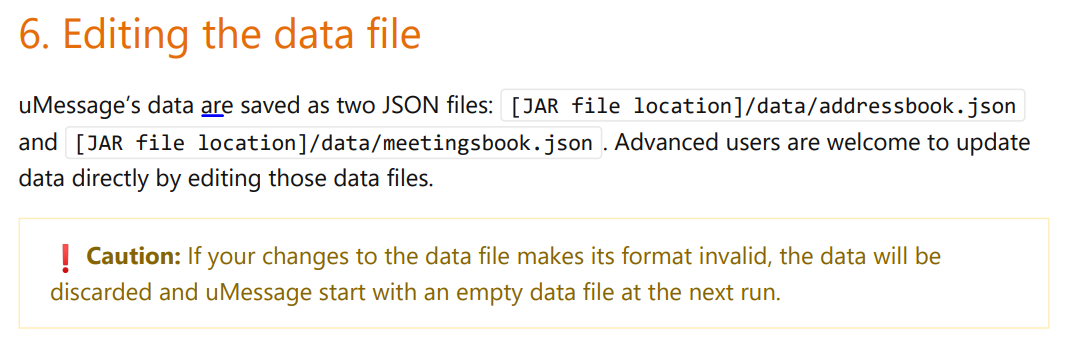 6. Editing the data file
uMessage’s data are saved as two JSON files: [JAR file location]/data/addressbook.json
and [JAR file location]/data/meetingsbook.json . Advanced users are welcome to update
data directly by editing those data files.
❗ Caution: If your changes to the data file makes its format invalid, the data will be
discarded and uMessage start with an empty data file at the next run.